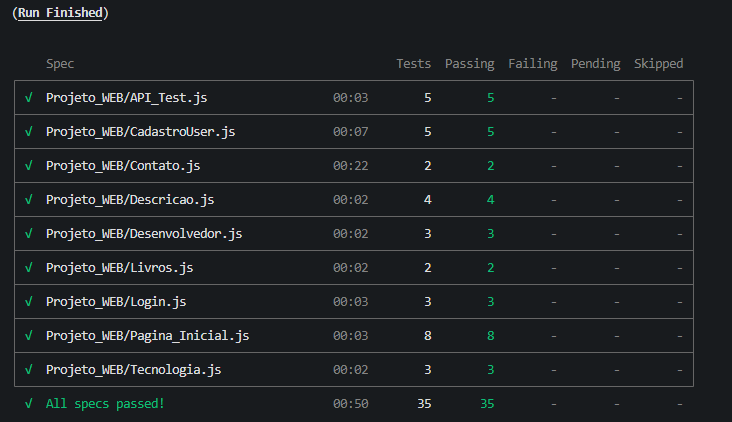 (Run Finished)
Spec Tests Passing Failing Pending Skipped
√ Projeto_WEB/API_Test.js 00:03 5 5 - - -
√ Projeto_WEB/CadastroUser.js 00:07 5 5 - - -
√ Projeto_WEB/Contato.js 00:22 2 2 - - -
√ Projeto_WEB/Descricao.js 00:02 4 4 - - -
√ Projeto_WEB/Desenvolvedor.js 00:02 3 3 - - -
√ Projeto_WEB/Livros.js 00:02 2 2 - - -
√ Projeto_WEB/Login.js 00:03 3 3 - - -
√ Projeto_WEB/Pagina_Inicial.js 00:03 8 8 - - -
√ Projeto_WEB/Tecnologia.js 00:02 3 3 - - -
√ All specs passed! 00:50 35 35 - - -